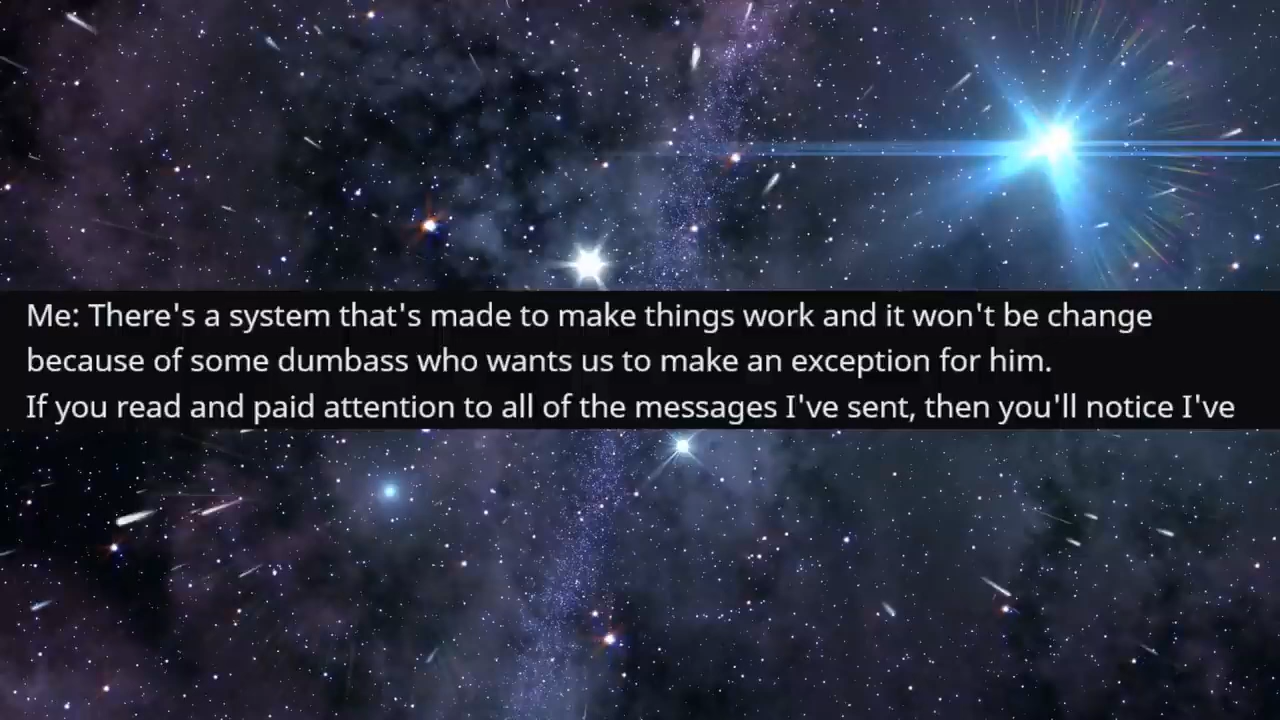 Me: There's a system that's made to make things work and it won't be change
because of some dumbass who wants us to make an exception for him.
If you read and paid attention to all of the messages I've sent, then you'll notice I've